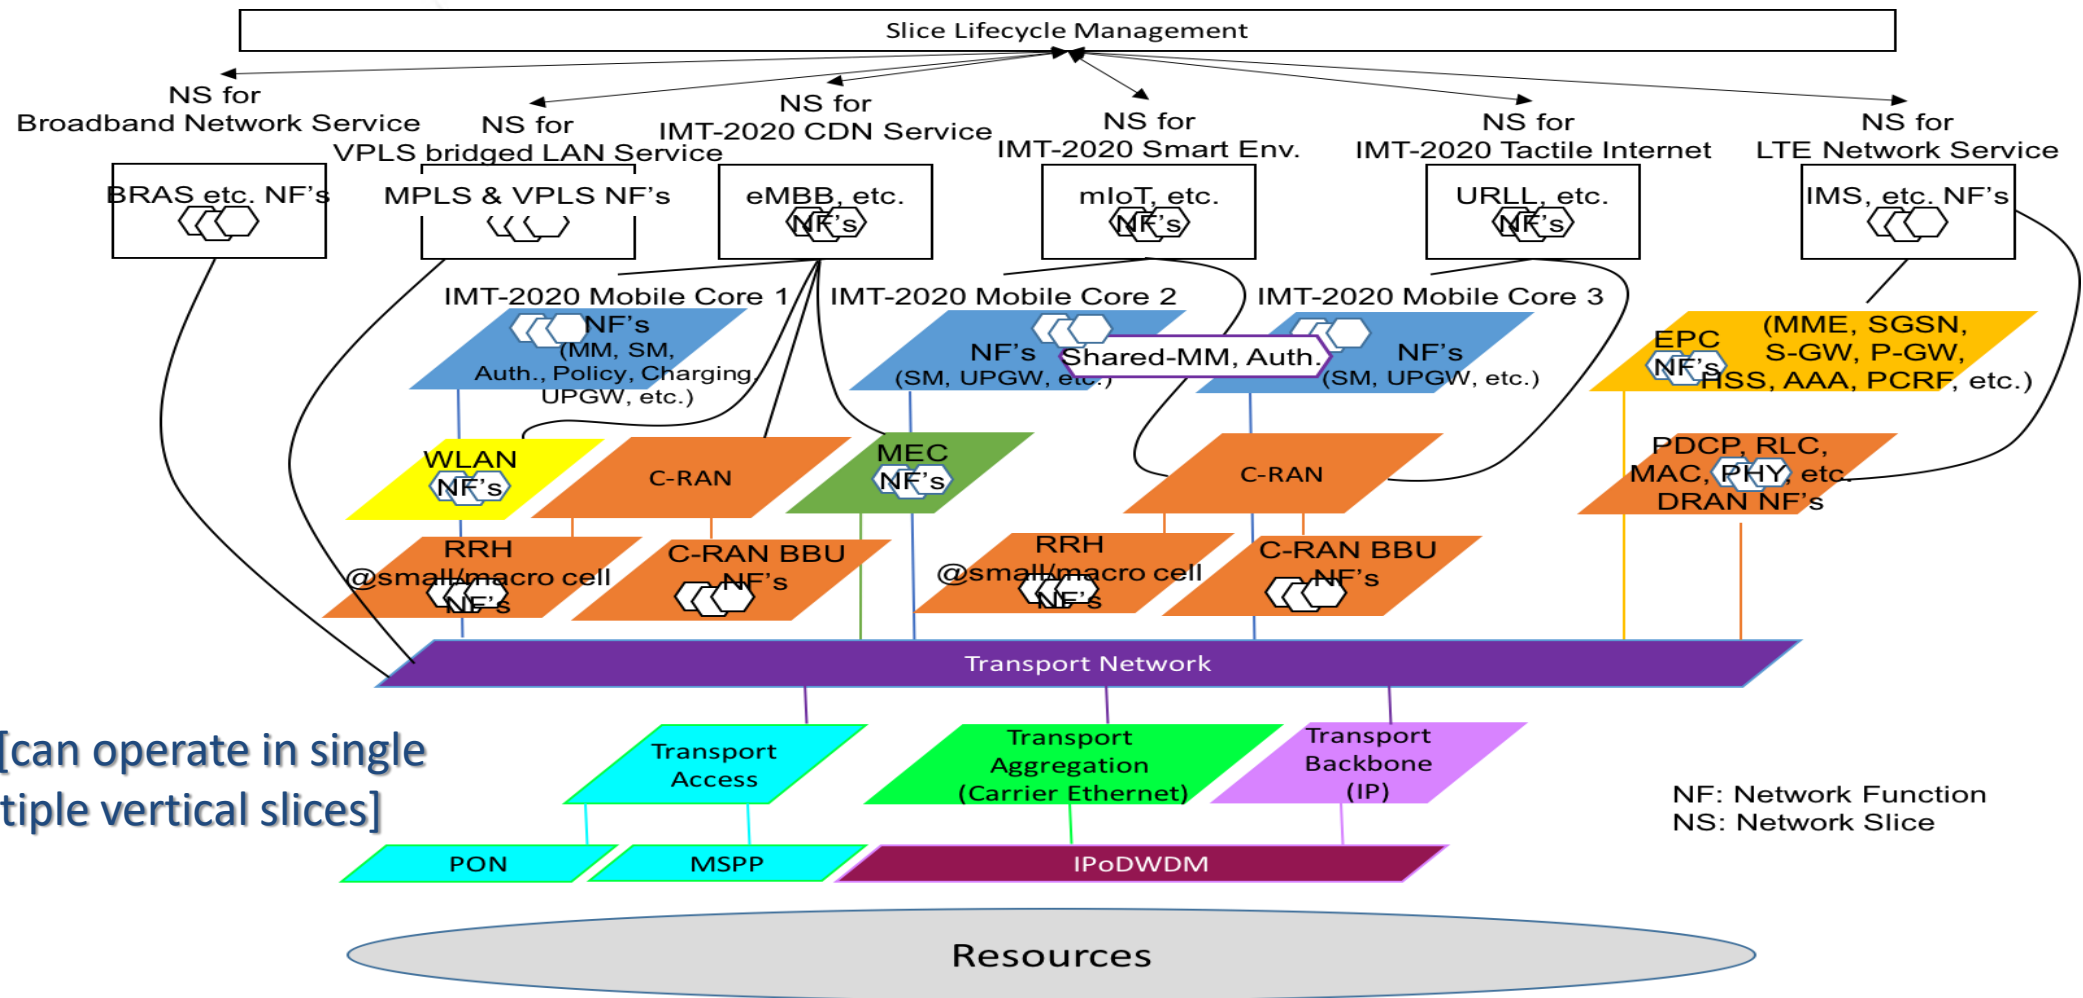 Slice Lifecycle Management
NS for
Broadband Network Service
NS for
VPLS bridged LAN Service
NS for
IMT-2020 CDN Service
NS for
IMT-2020 Smart Env.
NS for
IMT-2020 Tactile Internet
NS for
LTE Network Service
BRAS etc. NF's
MPLS & VPLS NF's
eMBB, etc.
NF's
mIoT, etc.
NF's
URLL, etc.
NF's
IMS, etc. NF's
IMT-2020 Mobile Core 1
NF's
(MM, SM,
Auth., Policy, Charging,
UPGW, etc.)
IMT-2020 Mobile Core 2
NF's
(SM, UPGW, etc.)
Shared-MM, Auth.
IMT-2020 Mobile Core 3
NF's
(SM, UPGW, etc.)
EPC
NF's
(MME, SGSN,
S-GW, P-GW,
HSS, AAA, PCRF, etc.)
WLAN
NF's
C-RAN
MEC
NF's
C-RAN
PDCP, RLC,
MAC, PHY, etc.
DRAN NF's
RRH
@small/macro cell
NF's
C-RAN BBU
NF's
RRH
@small/macro cell
NF's
C-RAN BBU
NF's
Transport Network
[can operate in single
tiple vertical slices]
Transport
Access
Transport
Aggregation
(Carrier Ethernet)
Transport
Backbone
(IP)
NF: Network Function
NS: Network Slice
PON
MSPP
IPoDWDM
Resources